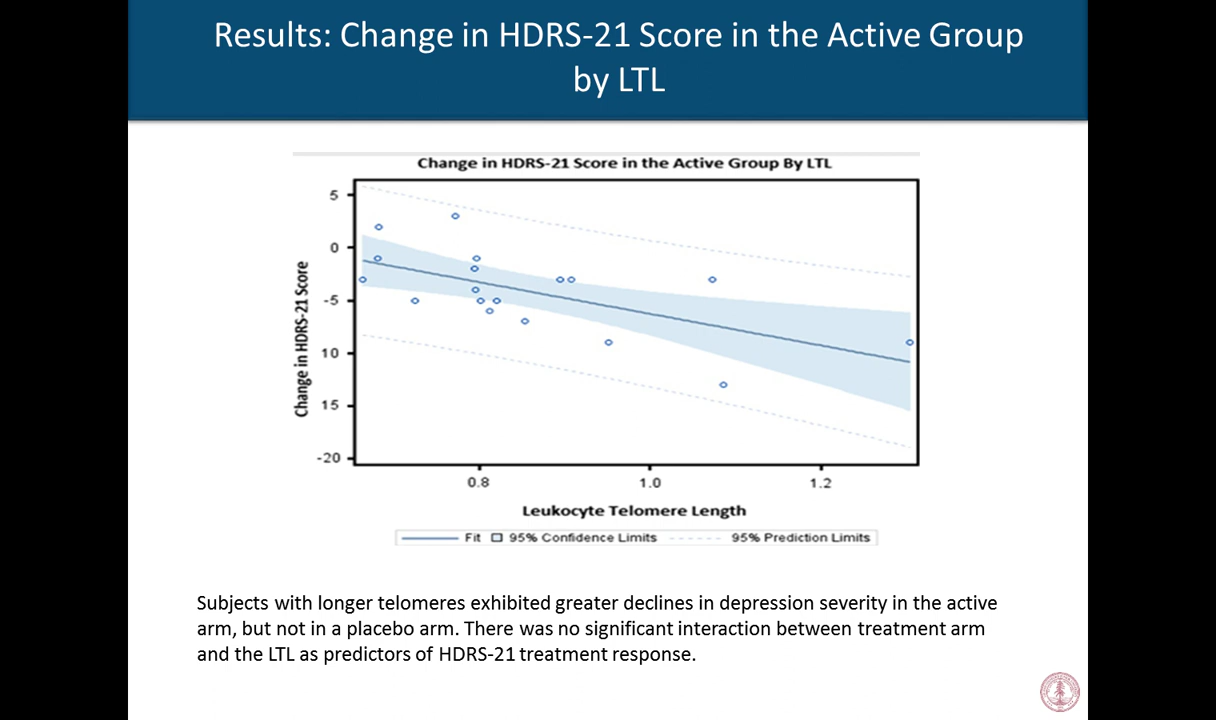 Results: Change in HDRS-21 Score in the Active Group
by LTL
Change in HDRS-21 Score in the Active Group By LTL
5
0
-5
10
15
-20
Change in HDRS-21 Score
0.8
1.0
1.2
Leukocyte Telomere Length
Fit 95% Confidence Limits 95% Prediction Limits
Subjects with longer telomeres exhibited greater declines in depression severity in the active
arm, but not in a placebo arm. There was no significant interaction between treatment arm
and the LTL as predictors of HDRS-21 treatment response.